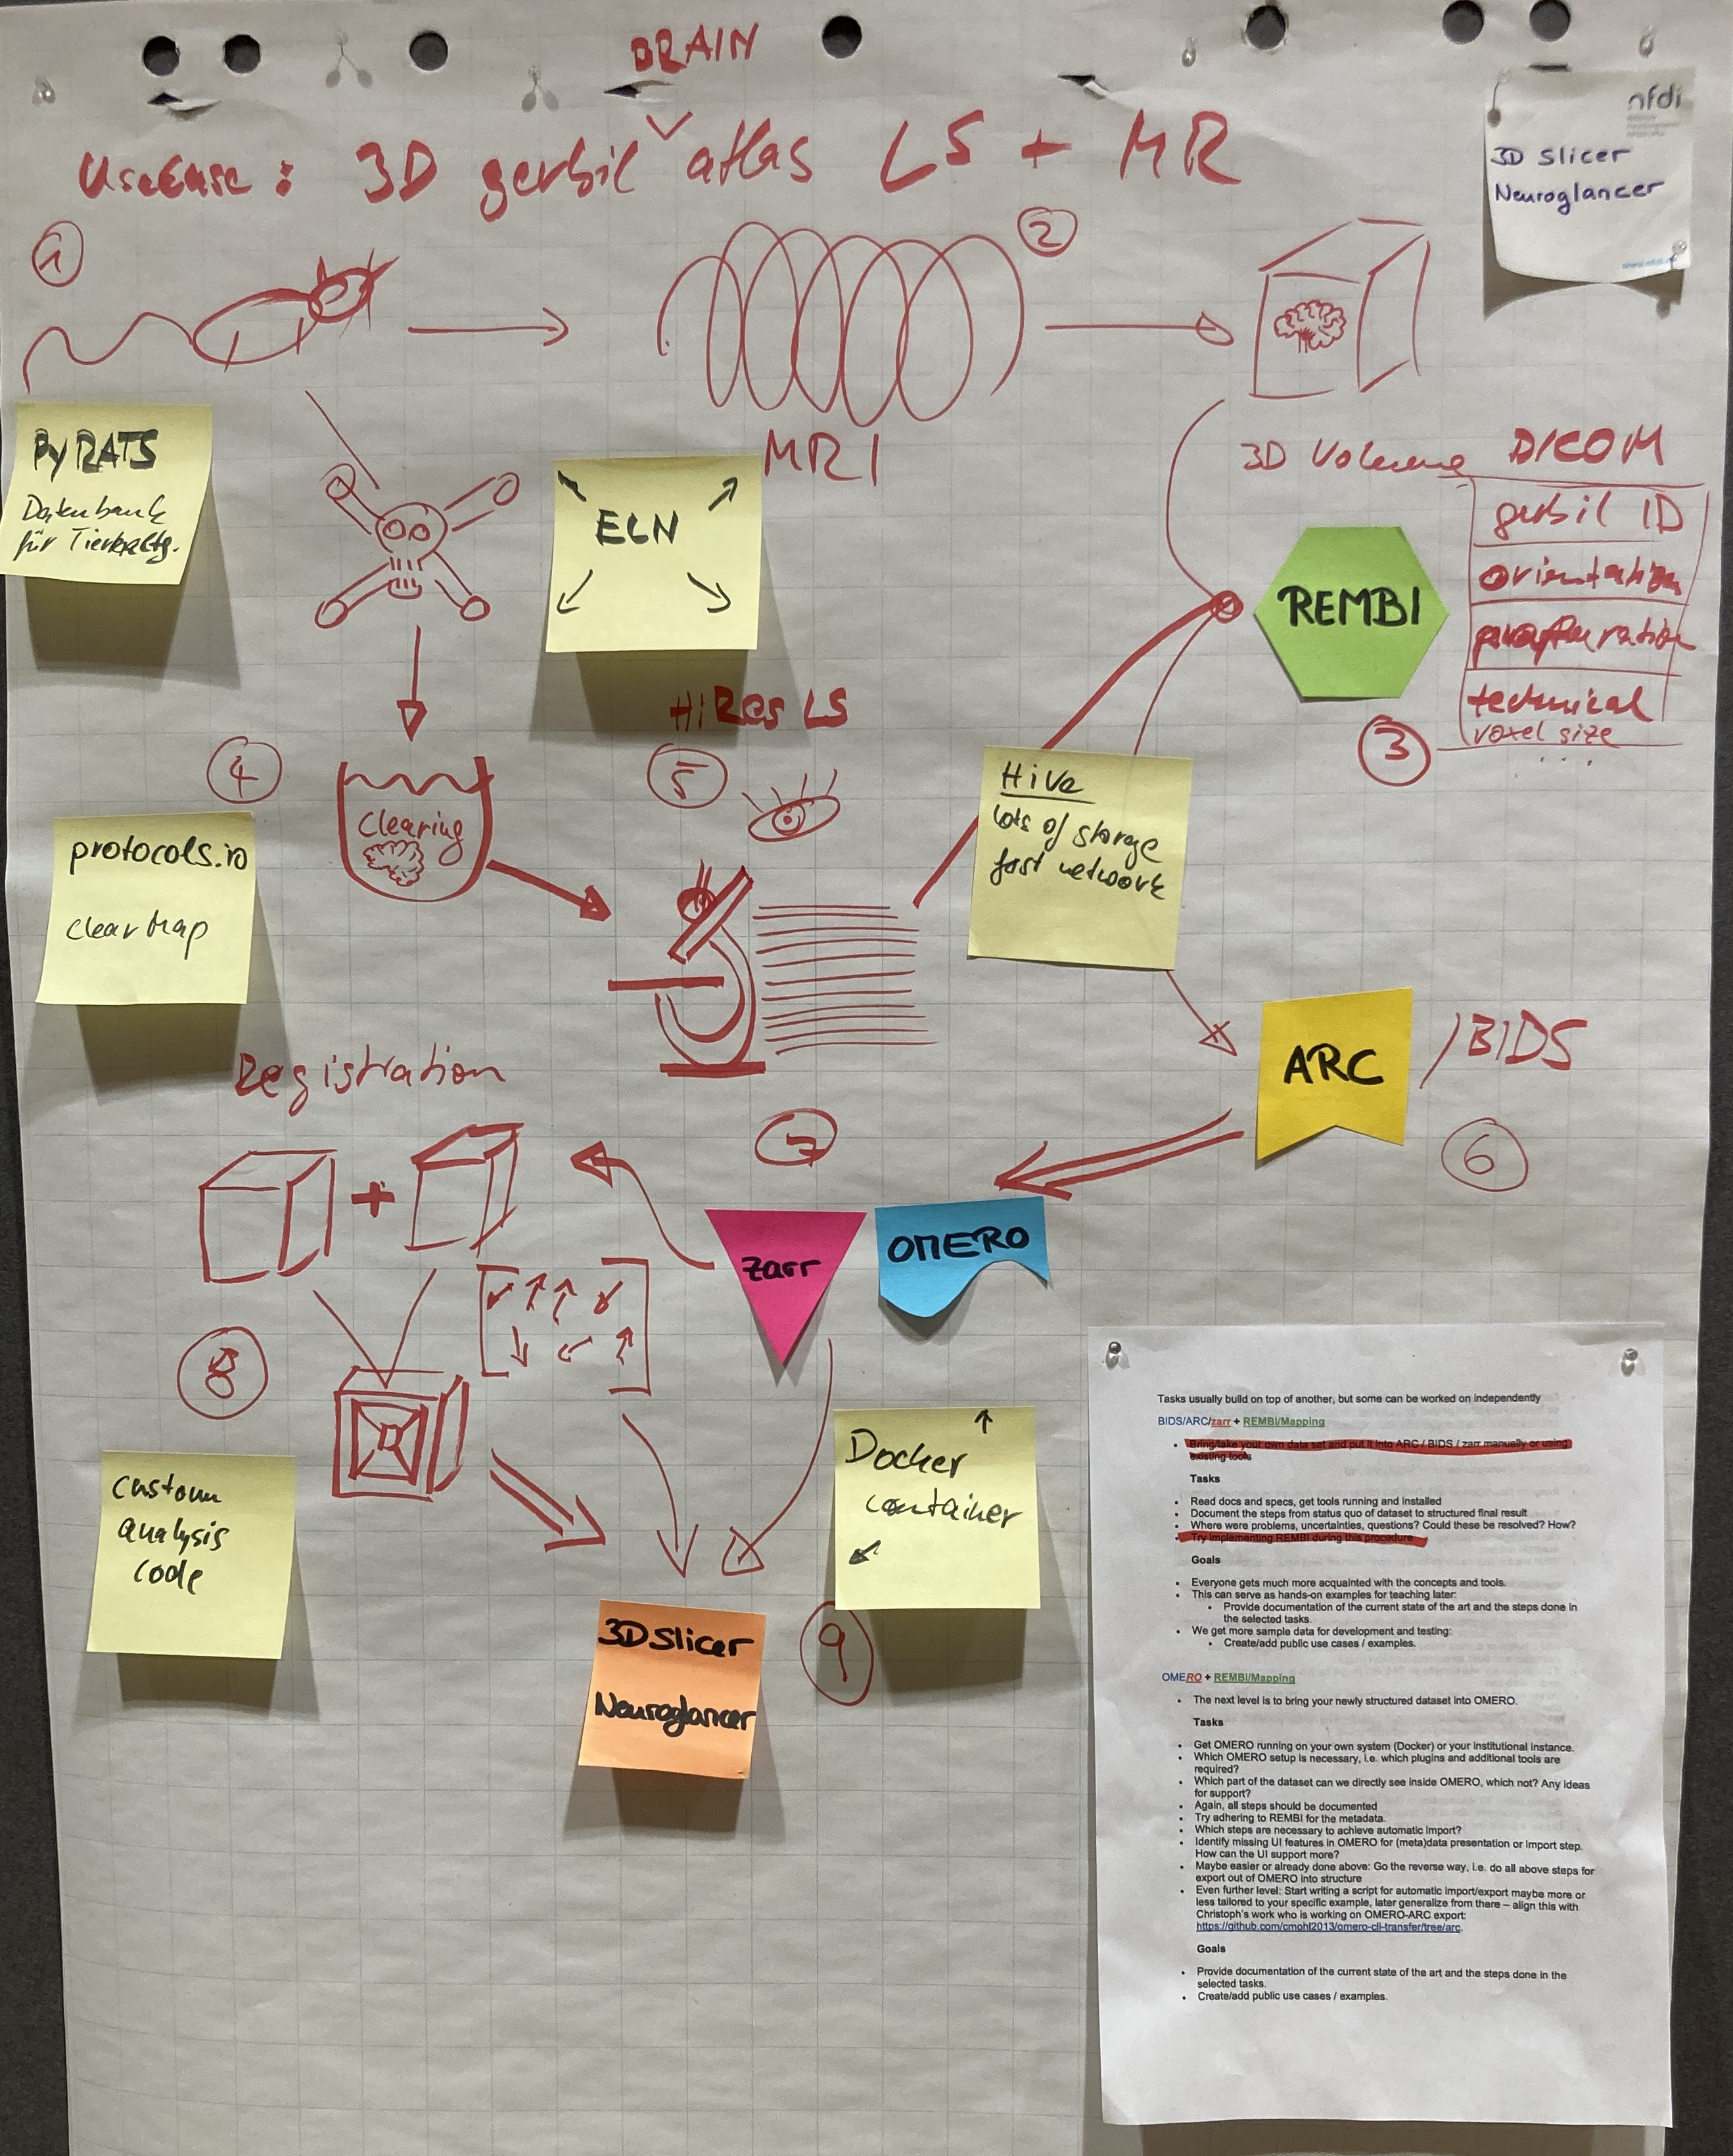 BRAIN
UseCase: 3D gerbil atlas LS + MR
nfdi
3D Slicer
Neuroglancer
1
2
MRI
PyRATS
Datenbank
für Tierhaltg.
ELN
3D Volume DICOM
gerbil ID
orientation
technical
voxel size
...
REMBI
3
HiRes LS
4
5
Clearing
Hive
lots of storage
fast network
protocols.io
clearMap
ARC /BIDS
6
Registration
7
+
zarr
OMERO
8
custom
analysis
code
Docker
container
9
3DSlicer
Neuroglancer
Tasks usually build on top of another, but some can be worked on independently
BIDS/ARC/zarr + REMBI/Mapping
• Bring/take your own data set and put it into ARC / BIDS / zarr manually or using
existing tools
Tasks
• Read docs and specs, get tools running and installed
• Document the steps from status quo of dataset to structured final result
• Where were problems, uncertainties, questions? Could these be resolved? How?
• Try implementing REMBI during this procedure
Goals
• Everyone gets much more acquainted with the concepts and tools.
• This can serve as hands-on examples for teaching later:
• Provide documentation of the current state of the art and the steps done in
the selected tasks.
• We get more sample data for development and testing:
• Create/add public use cases / examples.
OMERO + REMBI/Mapping
• The next level is to bring your newly structured dataset into OMERO.
Tasks
• Get OMERO running on your own system (Docker) or your institutional instance.
• Which OMERO setup is necessary, i.e. which plugins and additional tools are
required?
• Which part of the dataset can we directly see inside OMERO, which not? Any ideas
for support?
• Again, all steps should be documented
• Try adhering to REMBI for the metadata.
• Which steps are necessary to achieve automatic import?
• Identify missing UI features in OMERO for (meta)data presentation or import step.
How can the UI support more?
• Maybe easier or already done above: Go the reverse way, i.e. do all above steps for
export out of OMERO into structure
• Even further level: Start writing a script for automatic import/export maybe more or
less tailored to your specific example, later generalize from there – align this with
Christoph's work who is working on OMERO-ARC export:
https://github.com/cmohl2013/omero-cli-transfer/tree/arc.
Goals
• Provide documentation of the current state of the art and the steps done in the
selected tasks.
• Create/add public use cases / examples.